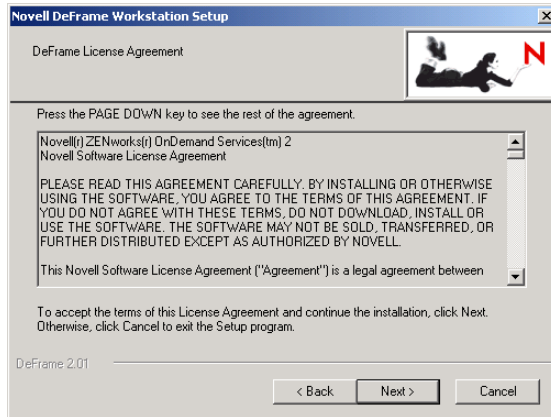 Novell DeFrame Workstation Setup
DeFrame License Agreement
N
Press the PAGE DOWN key to see the rest of the agreement.
Novell(r) ZENworks(r) OnDemand Services(tm) 2
Novell Software License Agreement
PLEASE READ THIS AGREEMENT CAREFULLY. BY INSTALLING OR OTHERWISE
USING THE SOFTWARE, YOU AGREE TO THE TERMS OF THIS AGREEMENT. IF
YOU DO NOT AGREE WITH THESE TERMS, DO NOT DOWNLOAD, INSTALL OR
USE THE SOFTWARE. THE SOFTWARE MAY NOT BE SOLD, TRANSFERRED, OR
FURTHER DISTRIBUTED EXCEPT AS AUTHORIZED BY NOVELL.
This Novell Software License Agreement ("Agreement") is a legal agreement between
To accept the terms of this License Agreement and continue the installation, click Next.
Otherwise, click Cancel to exit the Setup program.
DeFrame 2.01
< Back Next > Cancel